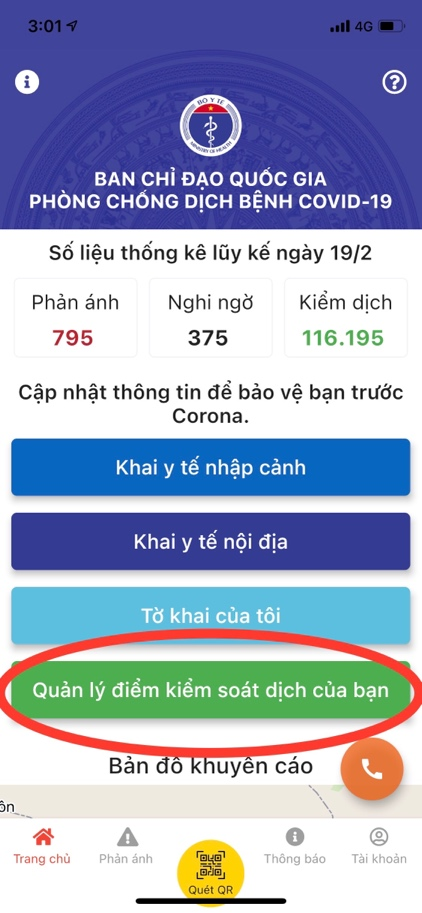 3:01
4G
BỘ Y TẾ
MINISTRY OF HEALTH
BAN CHỈ ĐẠO QUỐC GIA
PHÒNG CHỐNG DỊCH BỆNH COVID-19
Số liệu thống kê lũy kế ngày 19/2
Phản ánh
795
Nghi ngờ
375
Kiểm dịch
116.195
Cập nhật thông tin để bảo vệ bạn trước
Corona.
Khai y tế nhập cảnh
Khai y tế nội địa
Tờ khai của tôi
Quản lý điểm kiểm soát dịch của bạn
Bản đồ khuyến cáo
ôn
Trang chủ
Phản ánh
Quét QR
Thông báo
Tài khoản